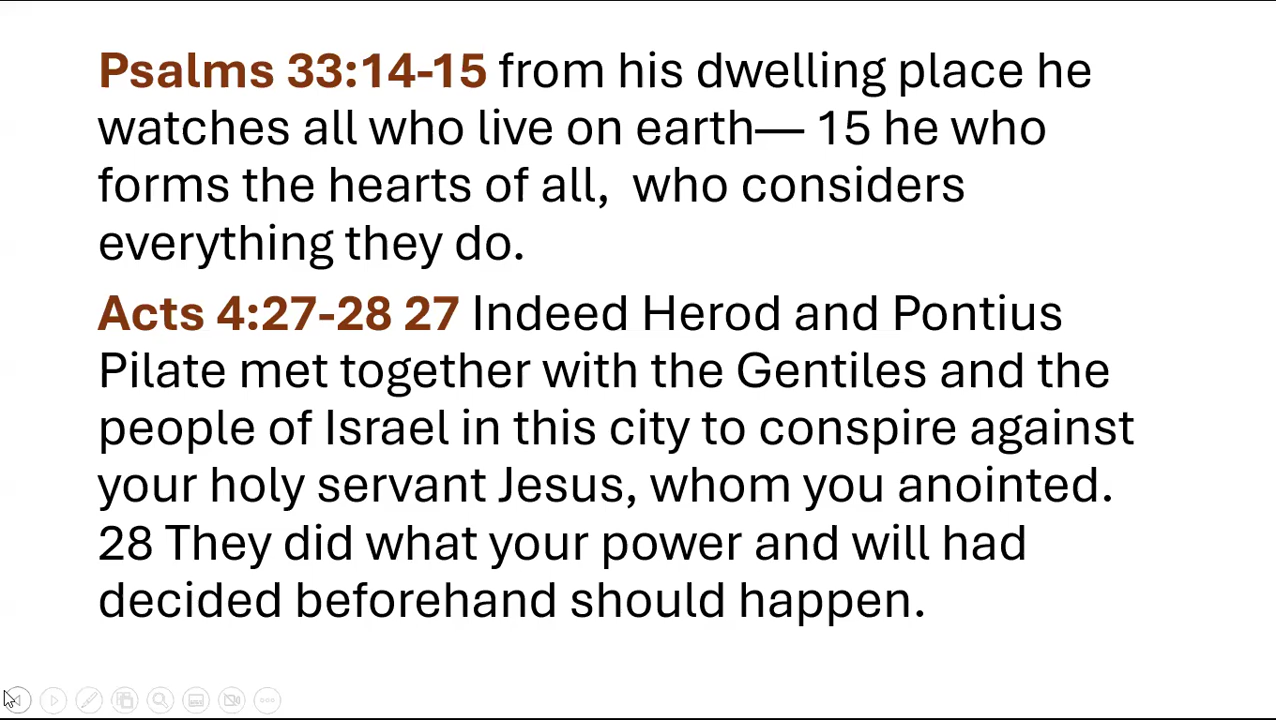 Psalms 33:14-15 from his dwelling place he
watches all who live on earth— 15 he who
forms the hearts of all,  who considers
everything they do.
Acts 4:27-28 27 Indeed Herod and Pontius
Pilate met together with the Gentiles and the
people of Israel in this city to conspire against
your holy servant Jesus, whom you anointed.
28 They did what your power and will had
decided beforehand should happen.